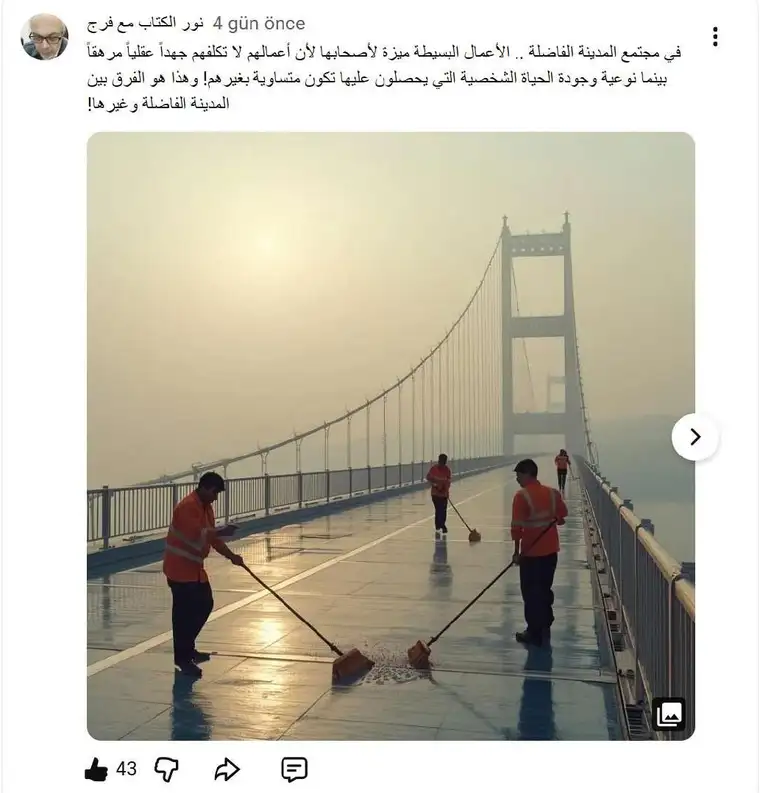 نور الكتاب مع فرج 4 gün önce
في مجتمع المدينة الفاضلة .. الأعمال البسيطة ميزة لأصحابها لأن أعمالهم لا تكلفهم جهداً عقلياً مرهقاً
بينما نوعية وجودة الحياة الشخصية التي يحصلون عليها تكون متساوية بغيرهم! وهذا هو الفرق بين
المدينة الفاضلة وغيرها!
43